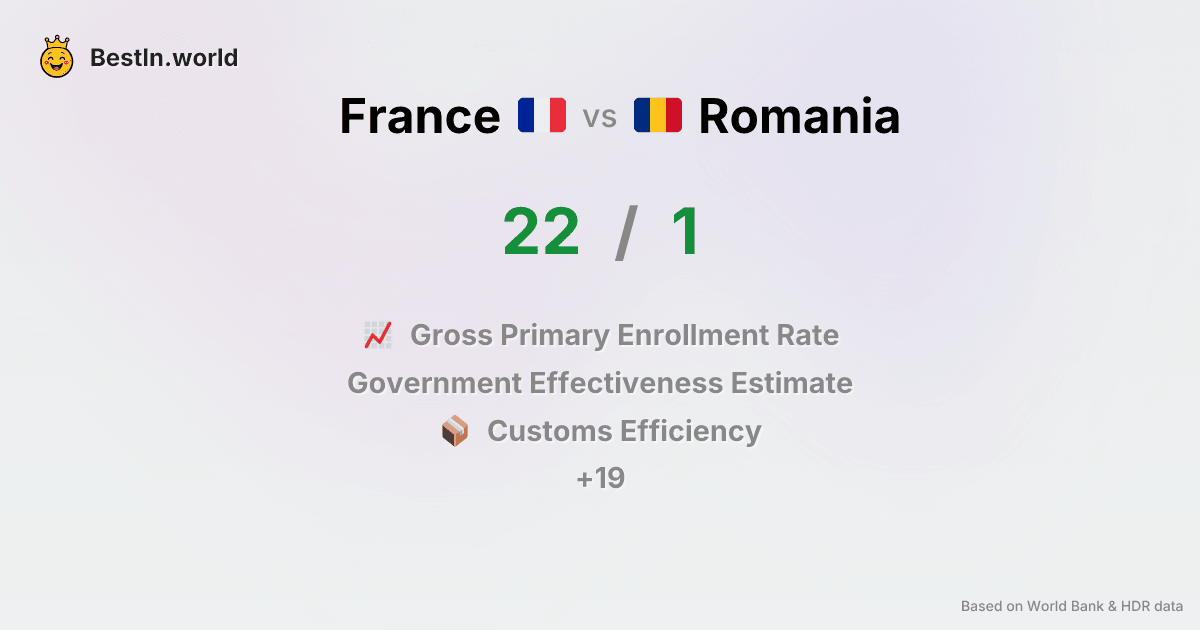 BestIn.world
France vs Romania
22 / 1
Gross Primary Enrollment Rate
Government Effectiveness Estimate
Customs Efficiency
+19
Based on World Bank & HDR data